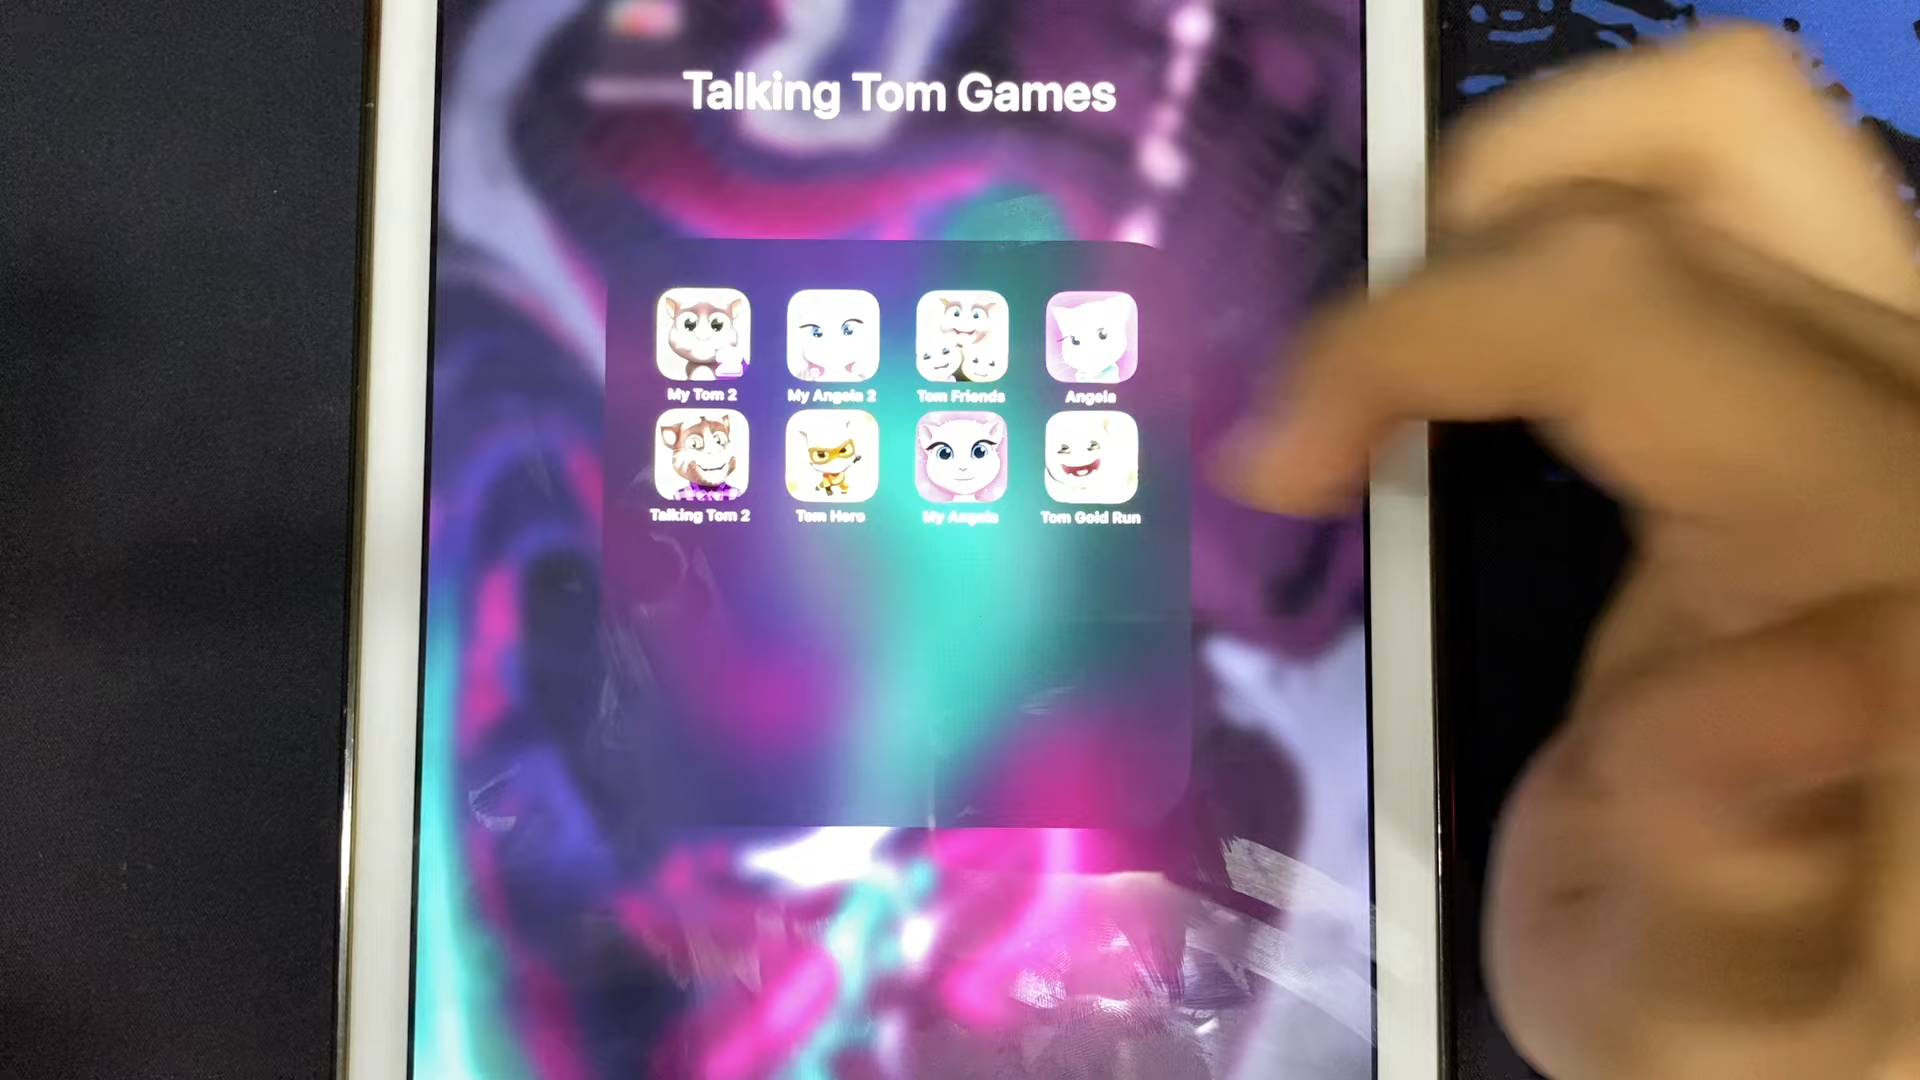 Talking Tom Games
My Tom 2
My Angela 2
Tom Friends
Angela
Talking Tom 2
Tom Hero
My Angela
Tom Gold Run